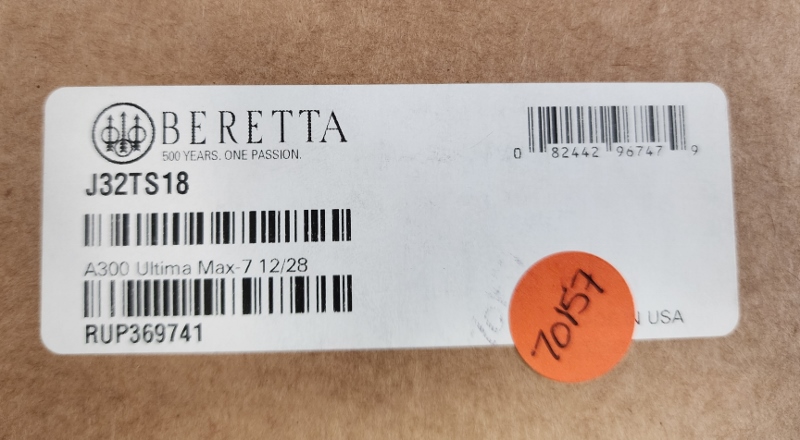 BERETTA
500 YEARS. ONE PASSION.
0 82442 96747 9
J32TS18
A300 Ultima Max-7 12/28
RUP369741
70157
USA